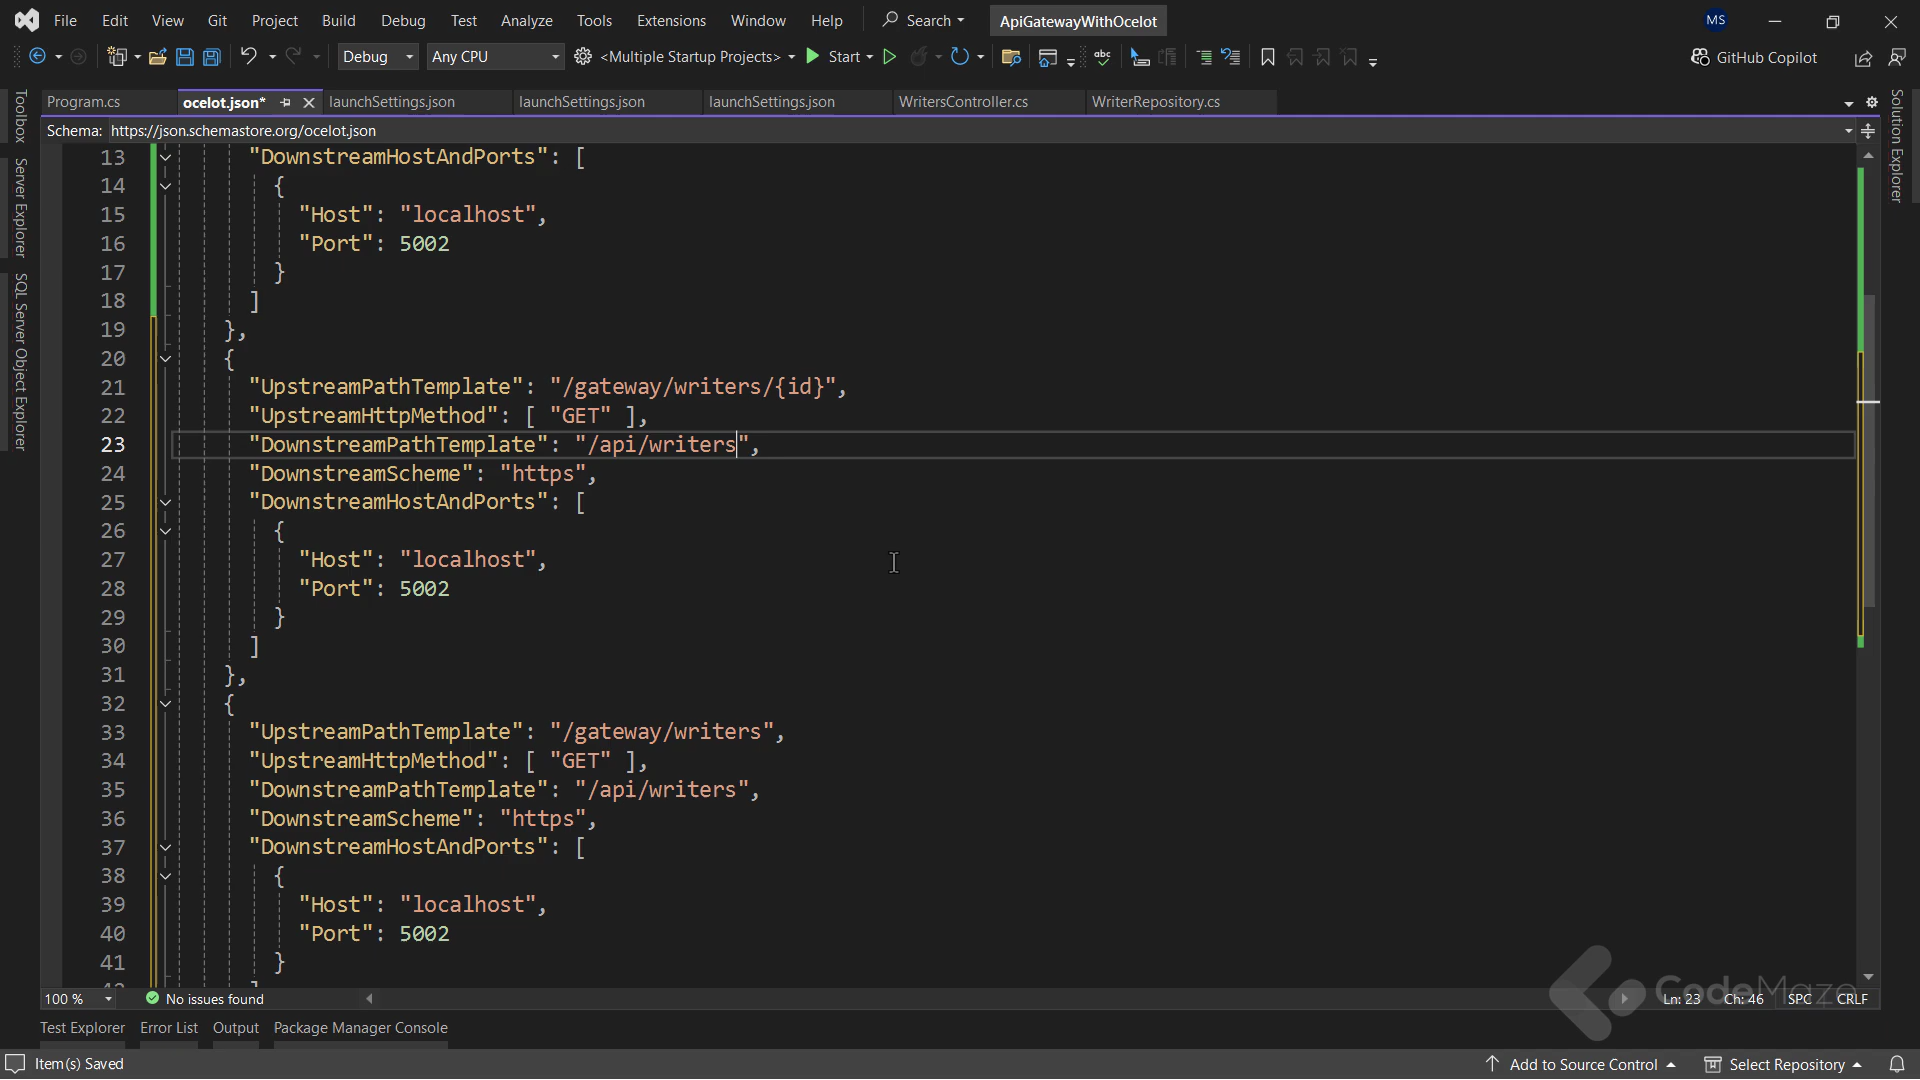 File Edit View Git Project Build Debug Test Analyze Tools Extensions Window Help Search ApiGatewayWithOcelot MS
Debug Any CPU <Multiple Startup Projects> Start GitHub Copilot
Program.cs ocelot.json* launchSettings.json launchSettings.json launchSettings.json WritersController.cs WriterRepository.cs
Schema: https://json.schemastore.org/ocelot.json
Toolbox
Server Explorer
SQL Server Object Explorer
Solution Explorer
13 "DownstreamHostAndPorts": [
14 {
15 "Host": "localhost",
16 "Port": 5002
17 }
18 ]
19 },
20 {
21 "UpstreamPathTemplate": "/gateway/writers/{id}",
22 "UpstreamHttpMethod": [ "GET" ],
23 "DownstreamPathTemplate": "/api/writers",
24 "DownstreamScheme": "https",
25 "DownstreamHostAndPorts": [
26 {
27 "Host": "localhost",
28 "Port": 5002
29 }
30 ]
31 },
32 {
33 "UpstreamPathTemplate": "/gateway/writers",
34 "UpstreamHttpMethod": [ "GET" ],
35 "DownstreamPathTemplate": "/api/writers",
36 "DownstreamScheme": "https",
37 "DownstreamHostAndPorts": [
38 {
39 "Host": "localhost",
40 "Port": 5002
41 }
CodeMaze
100 % No issues found Ln: 23 Ch: 46 SPC CRLF
Test Explorer Error List Output Package Manager Console
Item(s) Saved Add to Source Control Select Repository